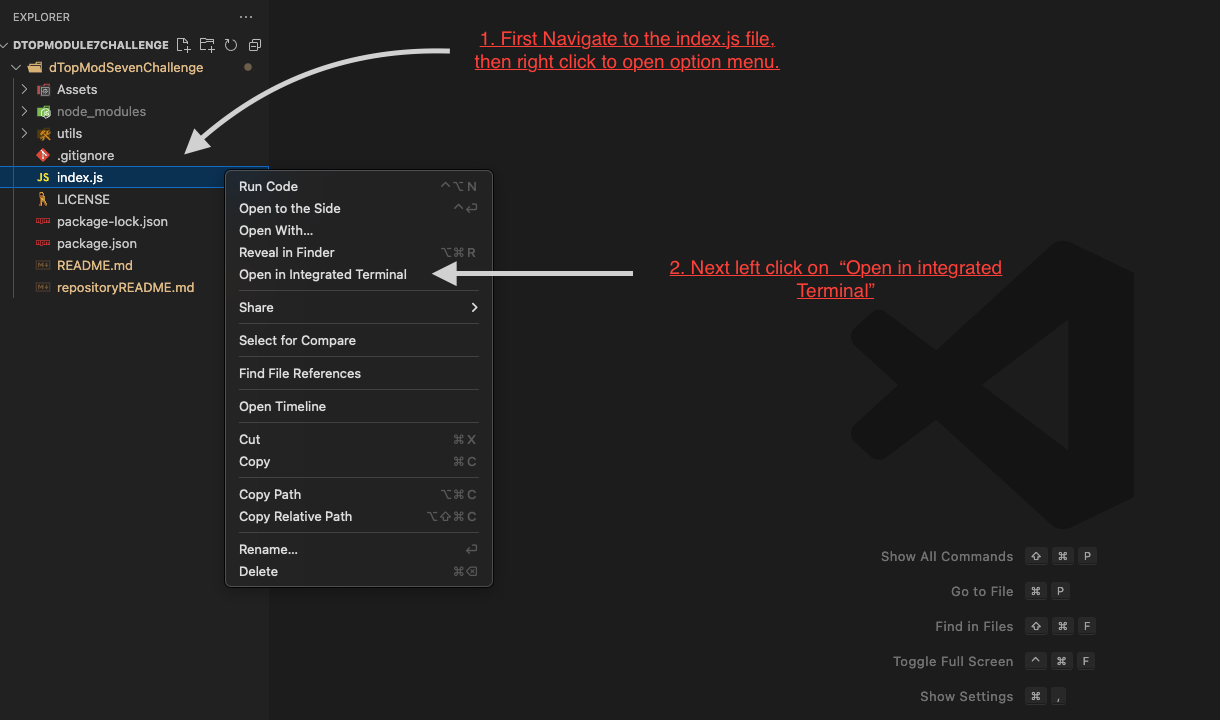 EXPLORER ...
DTOPMODULE7CHALLENGE
dTopModSevenChallenge
Assets
node_modules
utils
.gitignore
JS index.js
LICENSE
package-lock.json
package.json
README.md
repositoryREADME.md
1. First Navigate to the index.js file,
then right click to open option menu.
Run Code ⌃⌥N
Open to the Side ⌃⏎
Open With...
Reveal in Finder ⌥⌘R
Open in Integrated Terminal
Share
Select for Compare
Find File References
Open Timeline
Cut ⌘X
Copy ⌘C
Copy Path ⌥⌘C
Copy Relative Path ⌥⇧⌘C
Rename... ⏎
Delete ⌘⌫
2. Next left click on “Open in integrated
Terminal”
Show All Commands ⇧ ⌘ P
Go to File ⌘ P
Find in Files ⇧ ⌘ F
Toggle Full Screen ⌃ ⌘ F
Show Settings ⌘ ,